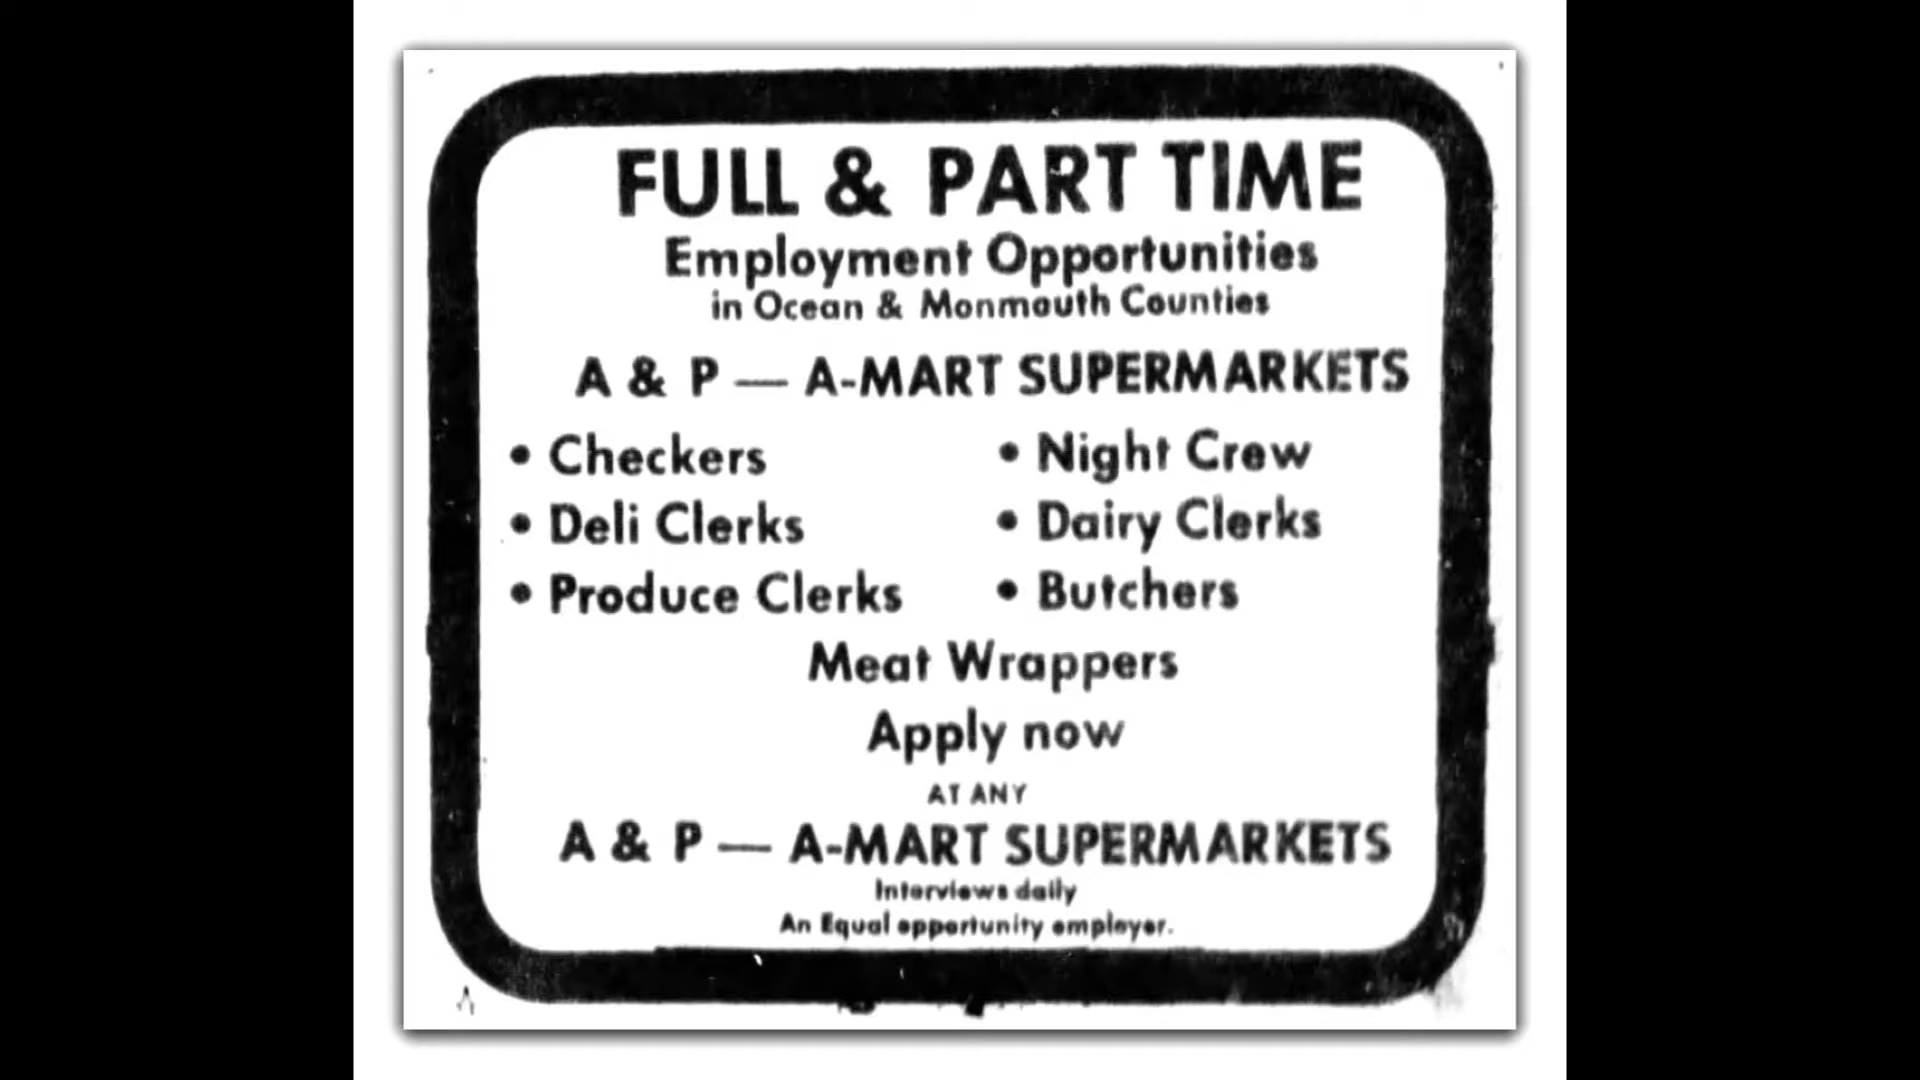 FULL & PART TIME
Employment Opportunities
in Ocean & Monmouth Counties
A & P — A-MART SUPERMARKETS
• Checkers
• Deli Clerks
• Produce Clerks
• Night Crew
• Dairy Clerks
• Butchers
Meat Wrappers
Apply now
AT ANY
A & P — A-MART SUPERMARKETS
Interviews daily
An Equal opportunity employer.